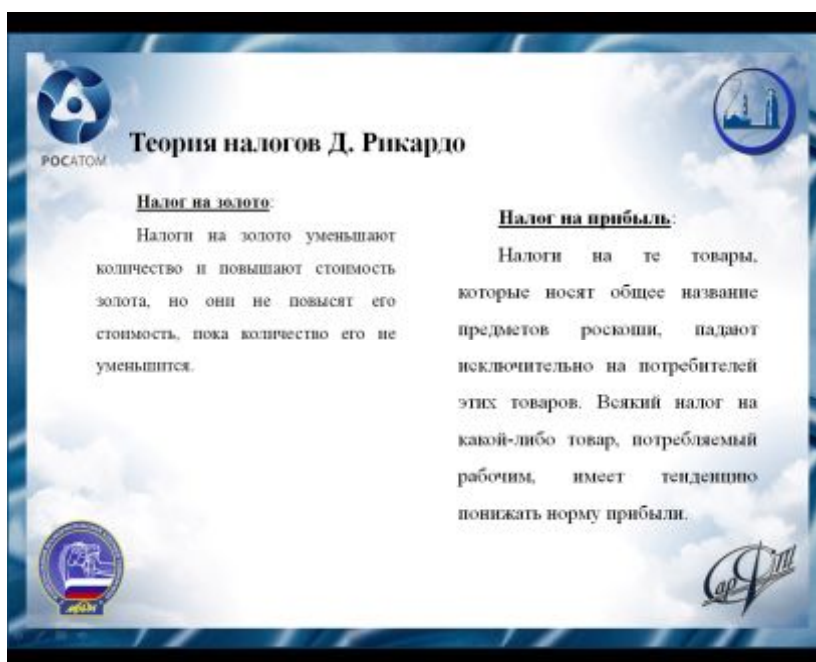 РОСАТОМ
Теория налогов Д. Рикардо
Налог на золото:
Налоги на золото уменьшают
количество и повышают стоимость
золота, но они не повысят его
стоимость, пока количество его не
уменьшится.
Налог на прибыль:
Налоги на те товары,
которые носят общее название
предметов роскоши, падают
исключительно на потребителей
этих товаров. Всякий налог на
какой-либо товар, потребляемый
рабочим, имеет тенденцию
понижать норму прибыли.
СарФТИ